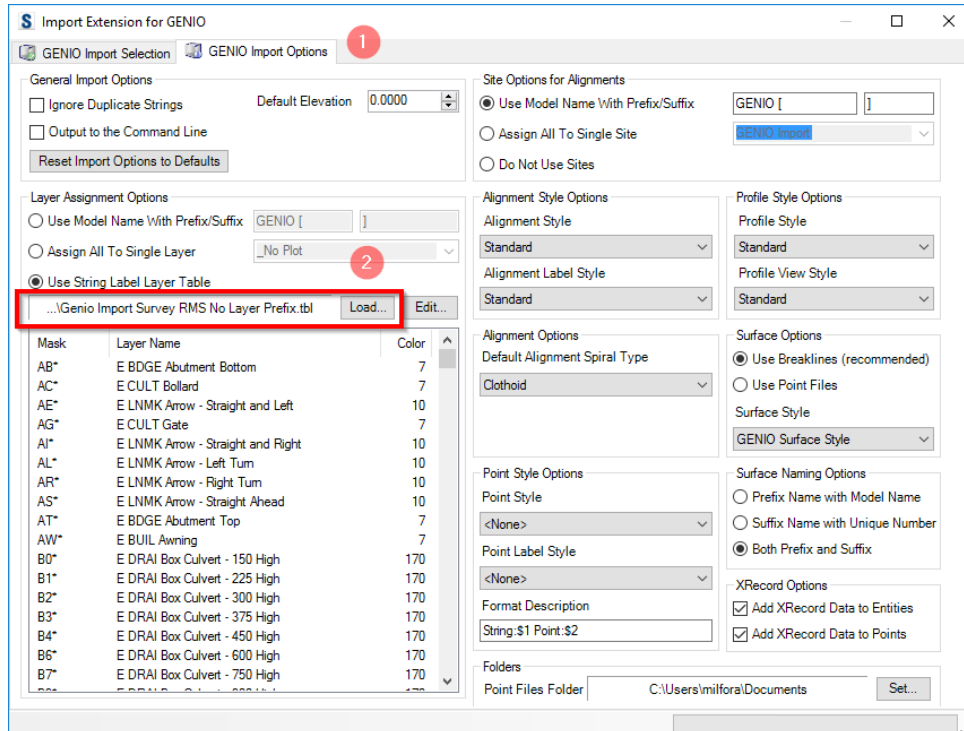 S Import Extension for GENIO
GENIO Import Selection GENIO Import Options 1
General Import Options
Ignore Duplicate Strings Default Elevation 0.0000
Output to the Command Line
Reset Import Options to Defaults
Layer Assignment Options
Use Model Name With Prefix/Suffix GENIO [ ]
Assign All To Single Layer _No Plot
2
Use String Label Layer Table
...\Genio Import Survey RMS No Layer Prefix.tbl Load... Edit...
Mask Layer Name Color
AB* E BDGE Abutment Bottom 7
AC* E CULT Bollard 7
AE* E LNMK Arrow - Straight and Left 10
AG* E CULT Gate 7
AI* E LNMK Arrow - Straight and Right 10
AL* E LNMK Arrow - Left Turn 10
AR* E LNMK Arrow - Right Turn 10
AS* E LNMK Arrow - Straight Ahead 10
AT* E BDGE Abutment Top 7
AW* E BUIL Awning 7
B0* E DRAI Box Culvert - 150 High 170
B1* E DRAI Box Culvert - 225 High 170
B2* E DRAI Box Culvert - 300 High 170
B3* E DRAI Box Culvert - 375 High 170
B4* E DRAI Box Culvert - 450 High 170
B6* E DRAI Box Culvert - 600 High 170
B7* E DRAI Box Culvert - 750 High 170
Site Options for Alignments
Use Model Name With Prefix/Suffix GENIO [ ]
Assign All To Single Site GENIO Import
Do Not Use Sites
Alignment Style Options
Alignment Style
Standard
Alignment Label Style
Standard
Profile Style Options
Profile Style
Standard
Profile View Style
Standard
Alignment Options
Default Alignment Spiral Type
Clothoid
Surface Options
Use Breaklines (recommended)
Use Point Files
Surface Style
GENIO Surface Style
Point Style Options
Point Style
<None>
Point Label Style
<None>
Format Description
String:$1 Point:$2
Surface Naming Options
Prefix Name with Model Name
Suffix Name with Unique Number
Both Prefix and Suffix
XRecord Options
Add XRecord Data to Entities
Add XRecord Data to Points
Folders
Point Files Folder C:\Users\milfora\Documents Set...